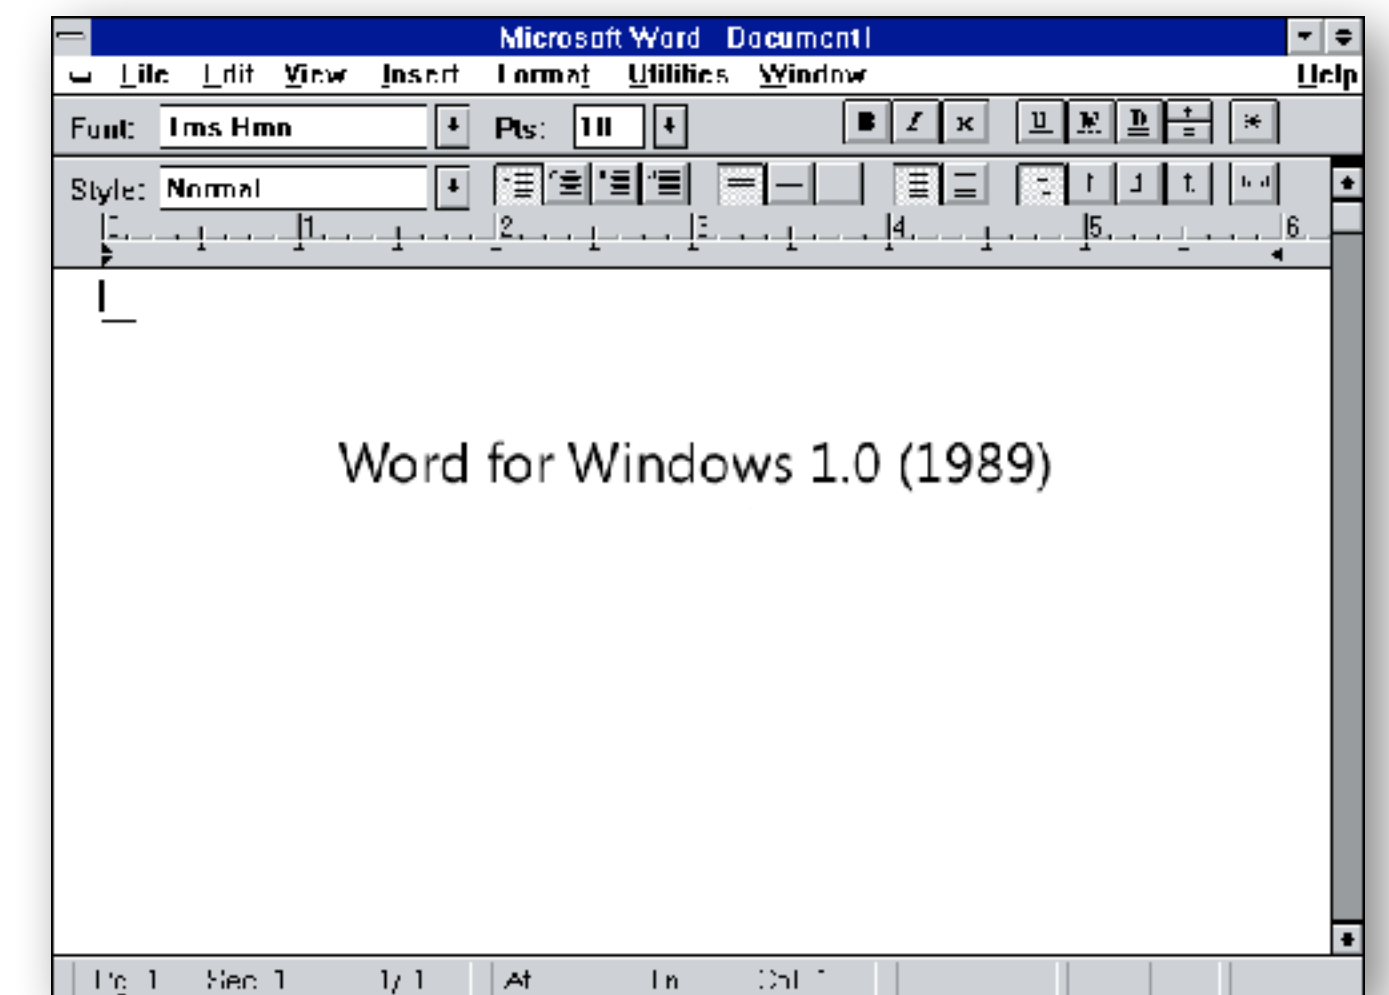 Microsoft Word Document1
File Edit View Insert Format Utilities Window Help
Font: Tms Rmn Pts: 10 B I K U W D
Style: Normal
0 1 2 3 4 5 6
Word for Windows 1.0 (1989)
Pg 1 Sec 1 1/1 At Ln Col 1